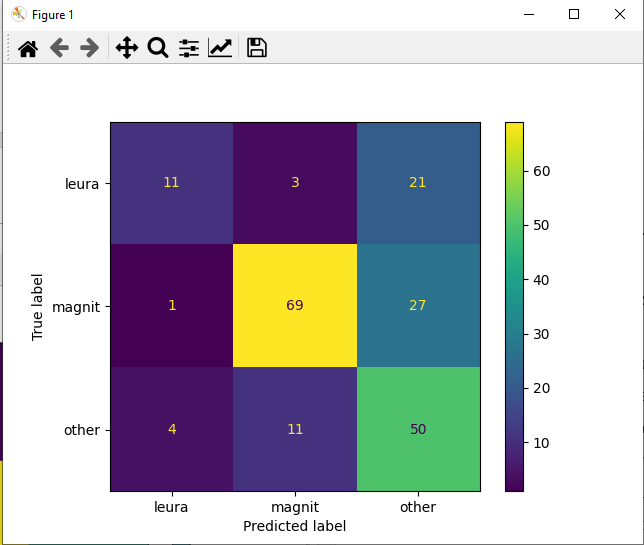 Figure 1
leura 11 3 21
magnit 1 69 27
other 4 11 50
leura magnit other
Predicted label
True label
60
50
40
30
20
10